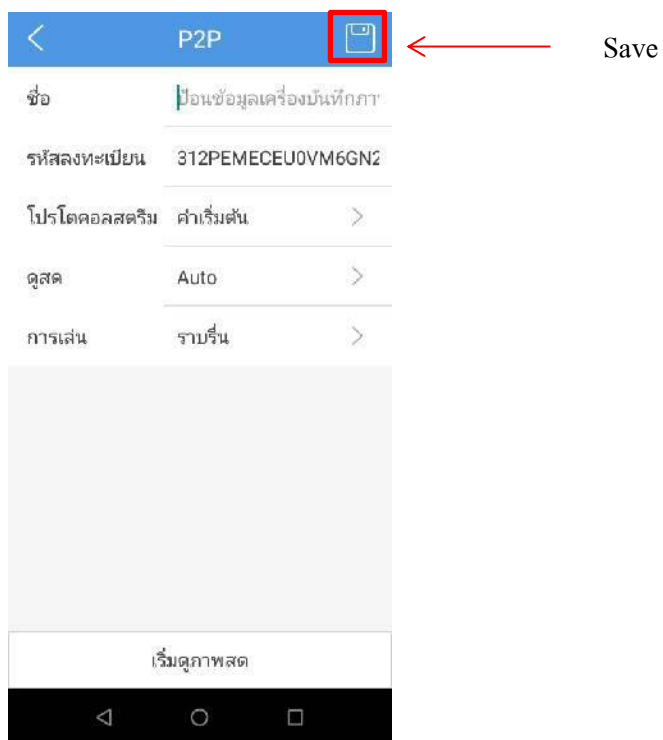 P2P
Save
ชื่อ ป้อนข้อมูลเครื่องบันทึกภา
รหัสลงทะเบียน 312PEMECEU0VM6GN2
โปรโตคอลสตรีม ค่าเริ่มต้น
ดูสด Auto
การเล่น ราบรื่น
เริ่มดูภาพสด